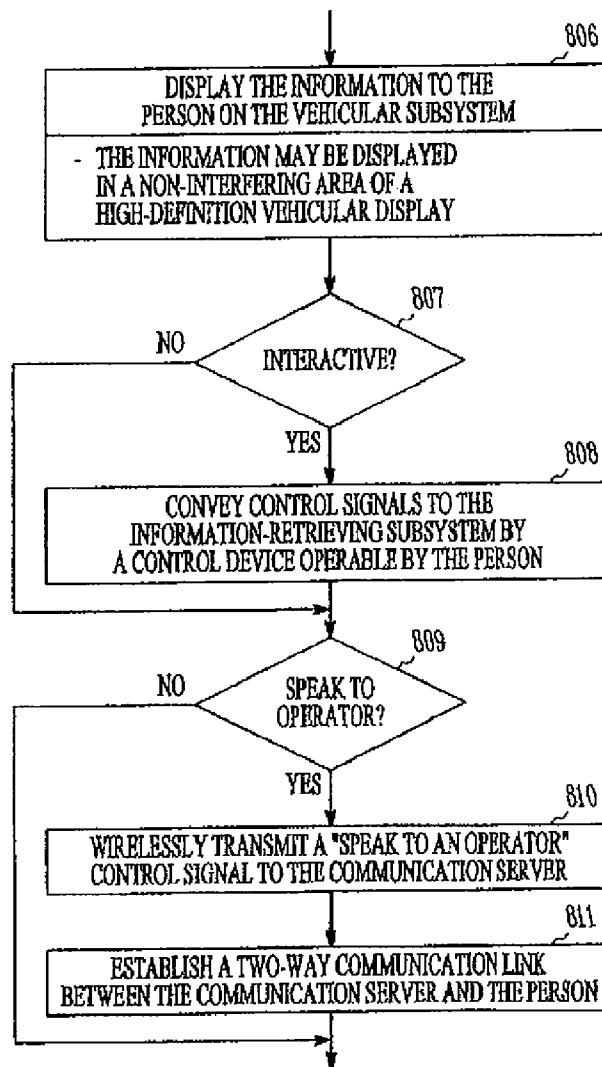 806
DISPLAY THE INFORMATION TO THE
PERSON ON THE VEHICULAR SUBSYSTEM
- THE INFORMATION MAY BE DISPLAYED
IN A NON-INTERFERING AREA OF A
HIGH-DEFINITION VEHICULAR DISPLAY
807
NO
INTERACTIVE?
YES
808
CONVEY CONTROL SIGNALS TO THE
INFORMATION-RETRIEVING SUBSYSTEM BY
A CONTROL DEVICE OPERABLE BY THE PERSON
809
NO
SPEAK TO
OPERATOR?
YES
810
WIRELESSLY TRANSMIT A "SPEAK TO AN OPERATOR"
CONTROL SIGNAL TO THE COMMUNICATION SERVER
811
ESTABLISH A TWO-WAY COMMUNICATION LINK
BETWEEN THE COMMUNICATION SERVER AND THE PERSON